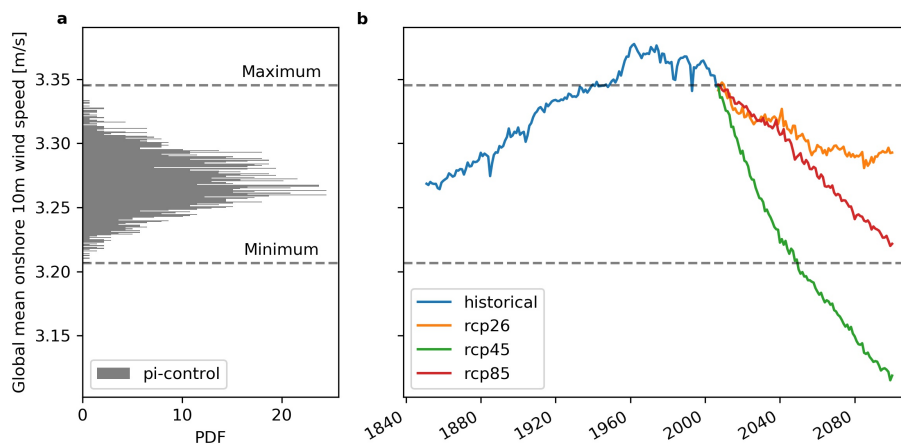 a
b
Global mean onshore 10m wind speed [m/s]
3.35
3.30
3.25
3.20
3.15
Maximum
Minimum
pi-control
0
10
20
PDF
historical
rcp26
rcp45
rcp85
1840
1880
1920
1960
2000
2040
2080